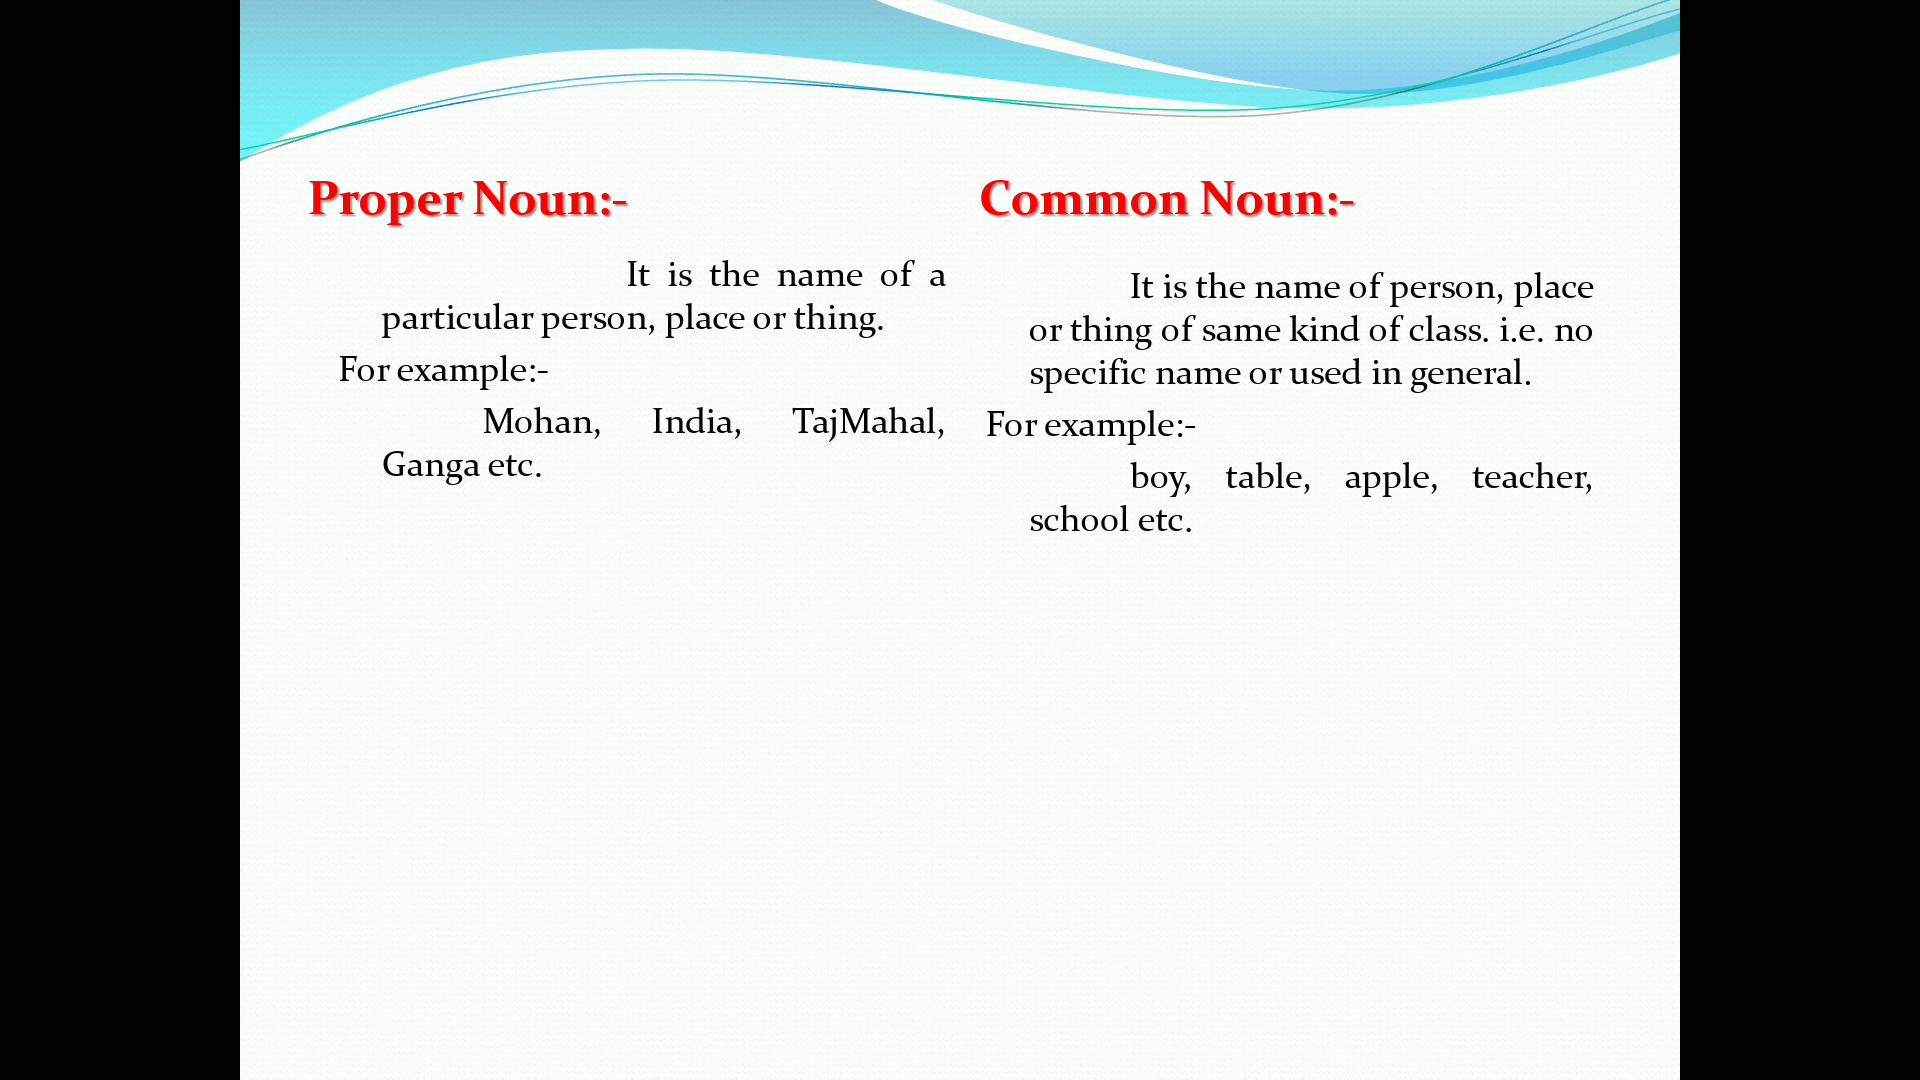 Proper Noun:-
It is the name of a
particular person, place or thing.
For example:-
Mohan, India, TajMahal,
Ganga etc.
Common Noun:-
It is the name of person, place
or thing of same kind of class. i.e. no
specific name or used in general.
For example:-
boy, table, apple, teacher,
school etc.